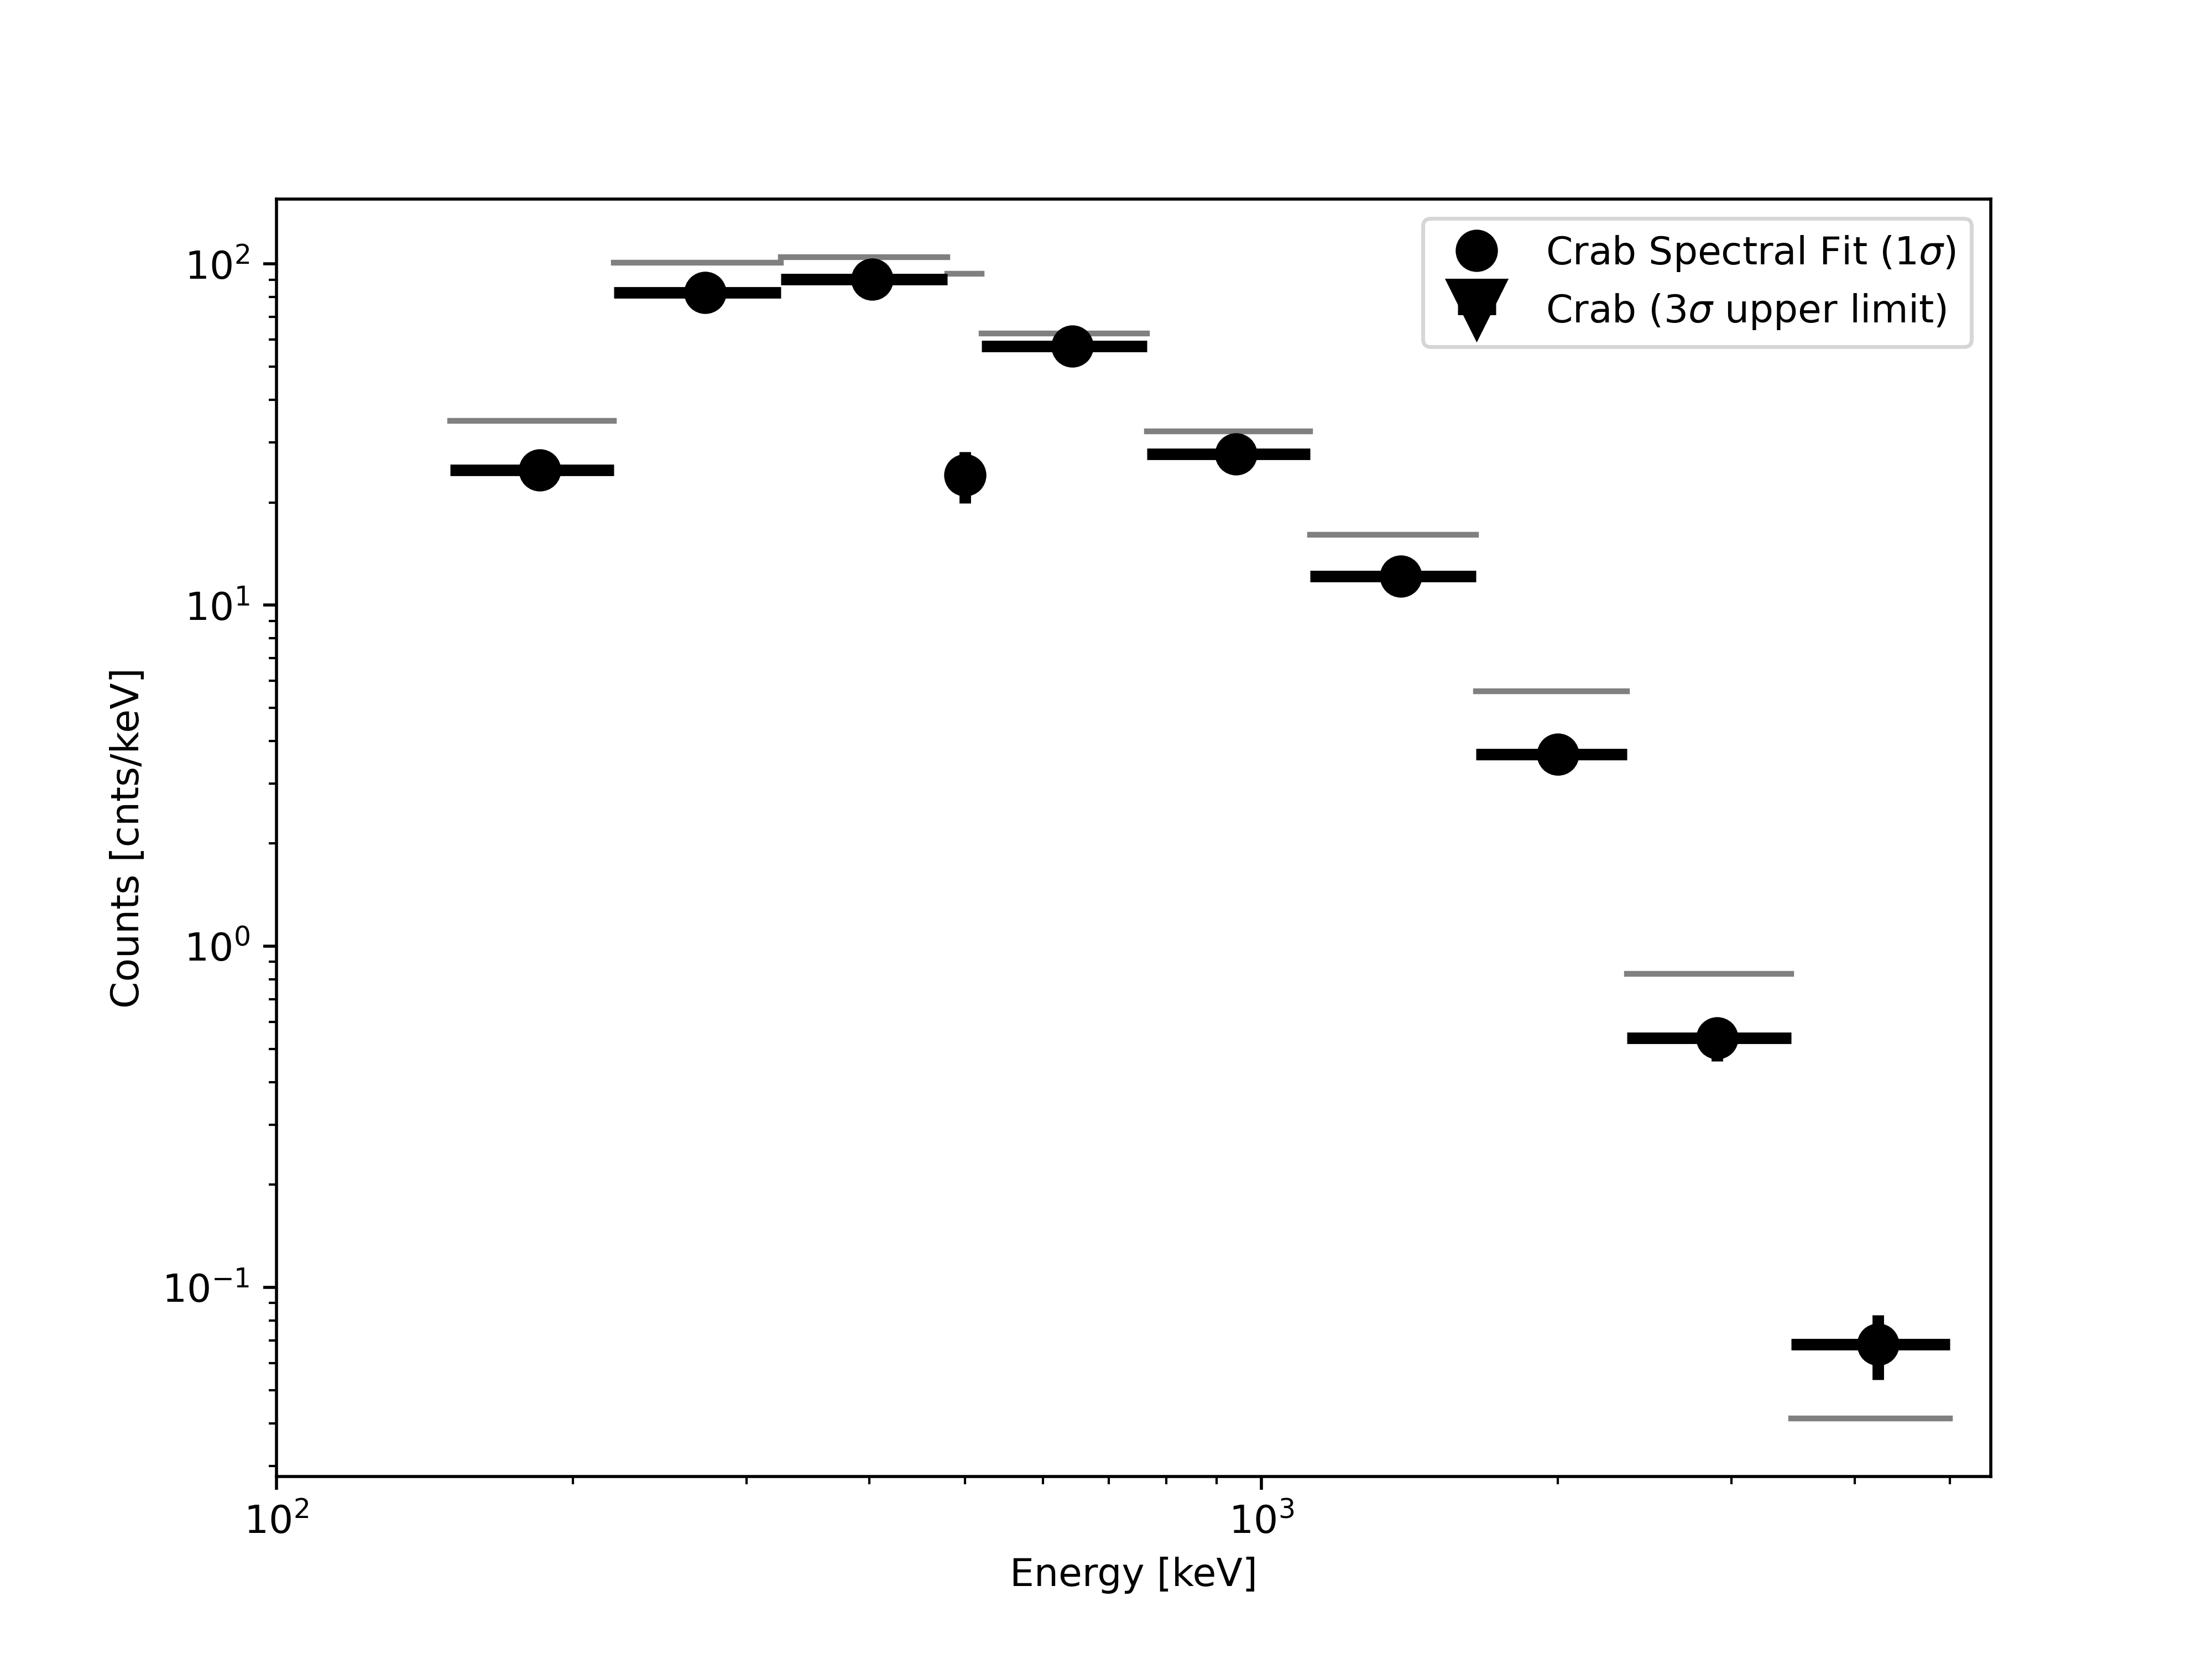 Crab Spectral Fit (1σ)
Crab (3σ upper limit)
10²
10¹
10⁰
10⁻¹
Counts [cnts/keV]
10² 10³
Energy [keV]